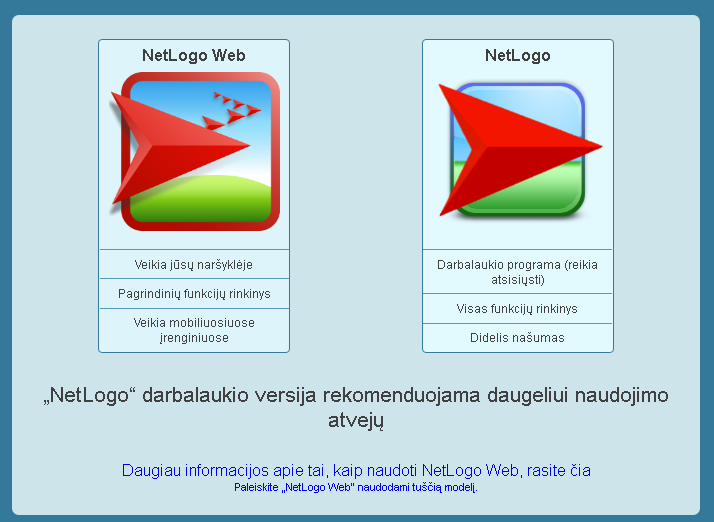 NetLogo Web
Veikia jūsų naršyklėje
Pagrindinių funkcijų rinkinys
Veikia mobiliuosiuose
įrenginiuose
NetLogo
Darbalaukio programa (reikia
atsisiųsti)
Visas funkcijų rinkinys
Didelis našumas
„NetLogo“ darbalaukio versija rekomenduojama daugeliui naudojimo
atvejų
Daugiau informacijos apie tai, kaip naudoti NetLogo Web, rasite čia
Paleiskite „NetLogo Web“ naudodami tuščią modelį.